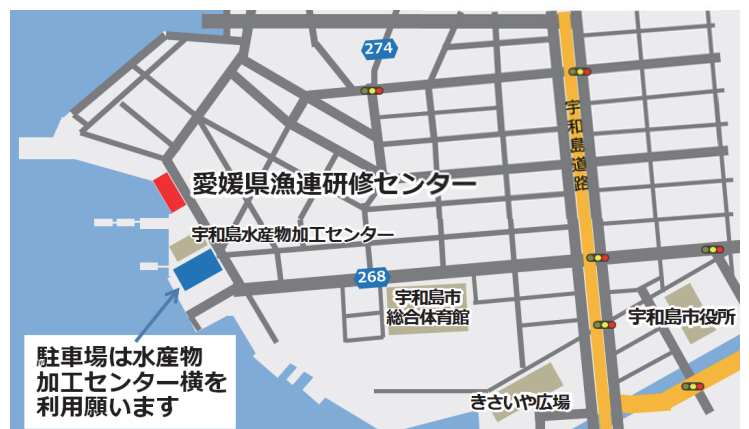 274
宇和島道路
愛媛県漁連研修センター
宇和島水産物加工センター
268
宇和島市
総合体育館
宇和島市役所
駐車場は水産物
加工センター横を
利用願います
きさいや広場